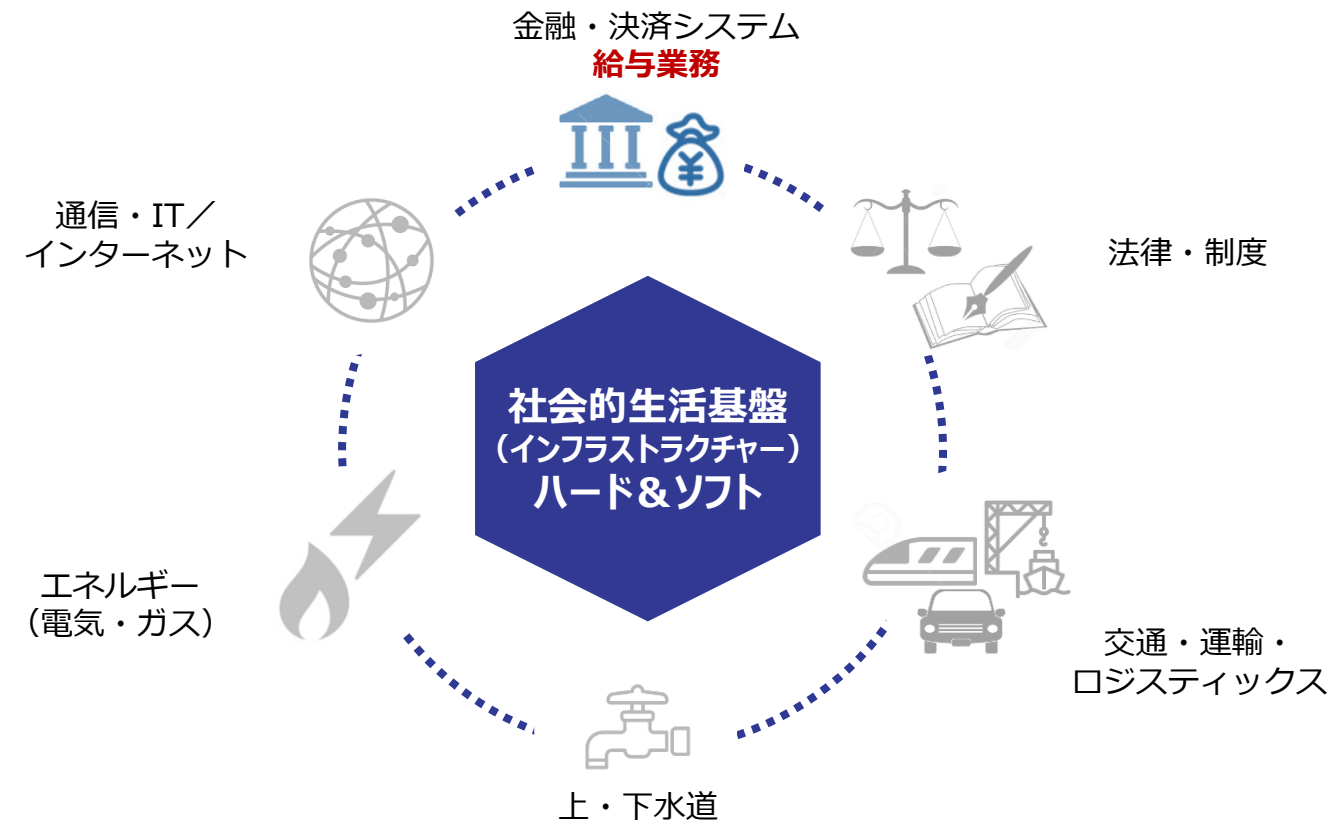 金融・決済システム
給与業務
通信・IT／
インターネット
法律・制度
社会的生活基盤
（インフラストラクチャー）
ハード＆ソフト
エネルギー
（電気・ガス）
交通・運輸・
ロジスティックス
上・下水道
¥